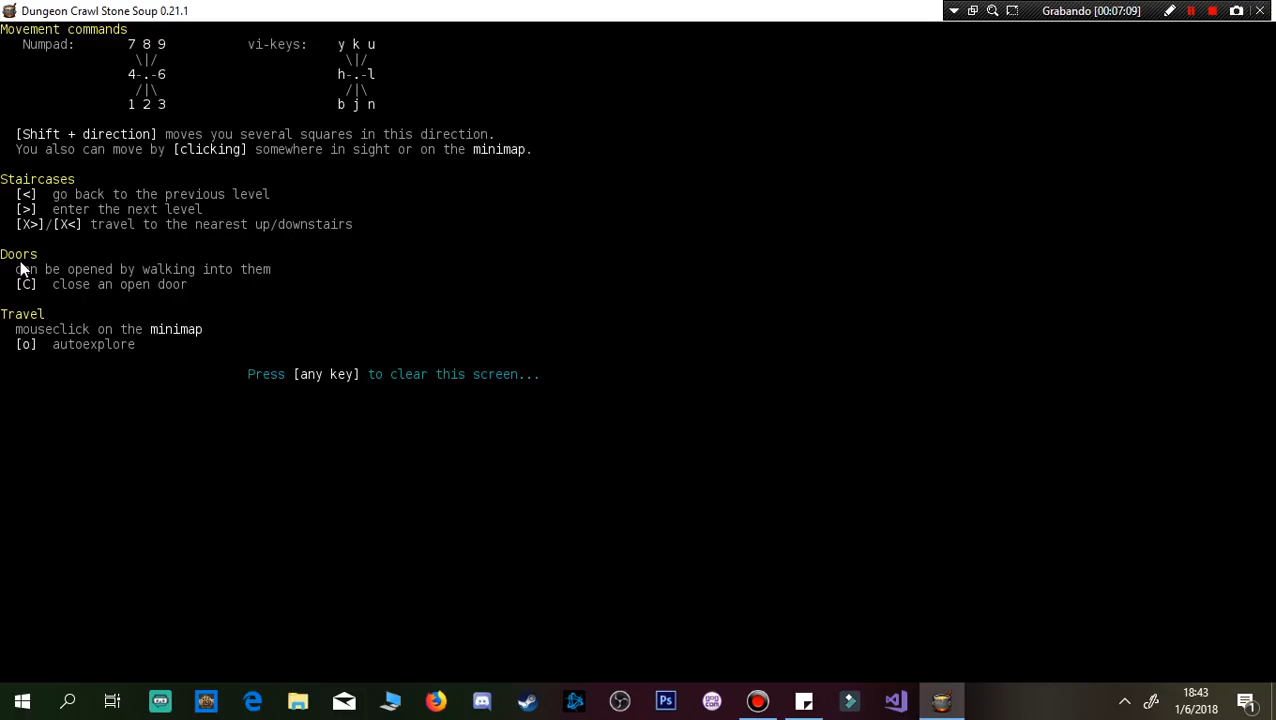 Dungeon Crawl Stone Soup 0.21.1
Grabando [00:07:09]
Movement commands
Numpad: 7 8 9 vi-keys: y k u
\|/ \|/
4-.-6 h-.-l
/|\ /|\
1 2 3 b j n
[Shift + direction] moves you several squares in this direction.
You also can move by [clicking] somewhere in sight or on the minimap.
Staircases
[<] go back to the previous level
[>] enter the next level
[X>]/[X<] travel to the nearest up/downstairs
Doors
can be opened by walking into them
[C] close an open door
Travel
mouseclick on the minimap
[o] autoexplore
Press [any key] to clear this screen...
Ps
gog
com
18:43
1/6/2018
1